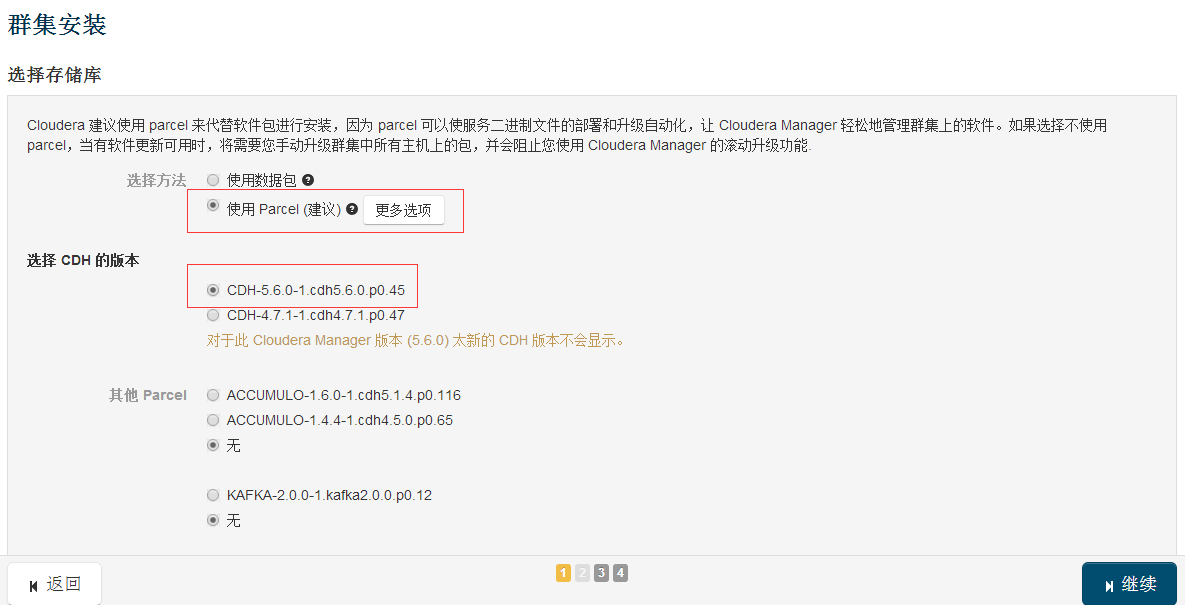 群集安装
选择存储库
Cloudera 建议使用 parcel 来代替软件包进行安装，因为 parcel 可以使服务二进制文件的部署和升级自动化，让 Cloudera Manager 轻松地管理群集上的软件。如果选择不使用
parcel，当有软件更新可用时，将需要您手动升级群集中所有主机上的包，并会阻止您使用 Cloudera Manager 的滚动升级功能.
选择方法 使用数据包 ?
使用 Parcel (建议) ? 更多选项
选择 CDH 的版本
CDH-5.6.0-1.cdh5.6.0.p0.45
CDH-4.7.1-1.cdh4.7.1.p0.47
对于此 Cloudera Manager 版本 (5.6.0) 太新的 CDH 版本不会显示。
其他 Parcel ACCUMULO-1.6.0-1.cdh5.1.4.p0.116
ACCUMULO-1.4.4-1.cdh4.5.0.p0.65
无
KAFKA-2.0.0-1.kafka2.0.0.p0.12
无
返回 1 2 3 4 继续